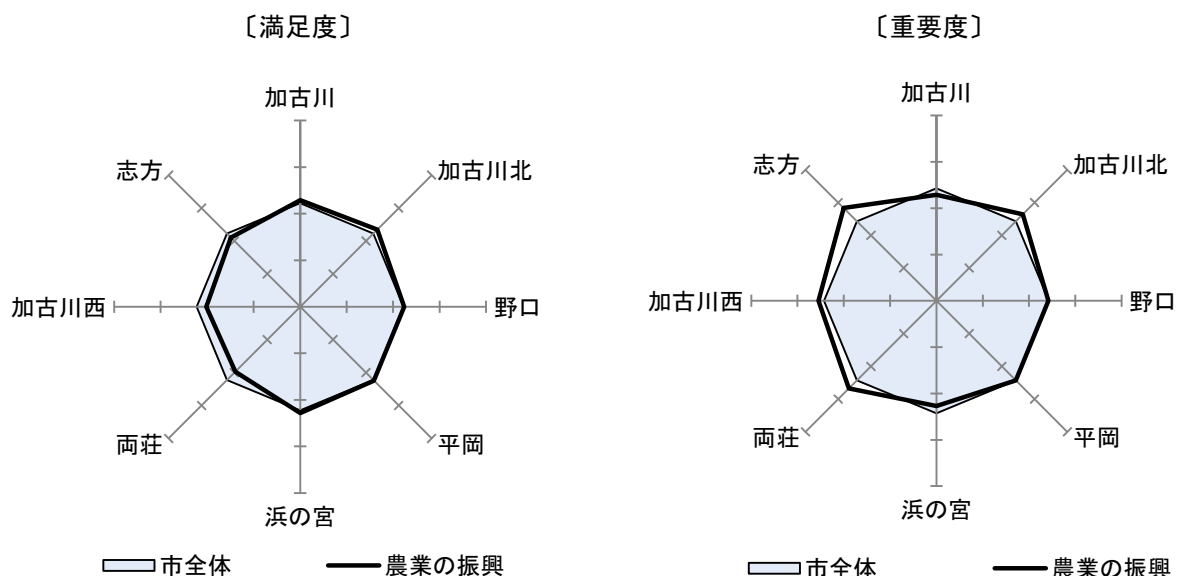 〔満足度〕
加古川
加古川北
野口
平岡
浜の宮
両荘
加古川西
志方
市全体
農業の振興
〔重要度〕
加古川
加古川北
野口
平岡
浜の宮
両荘
加古川西
志方
市全体
農業の振興